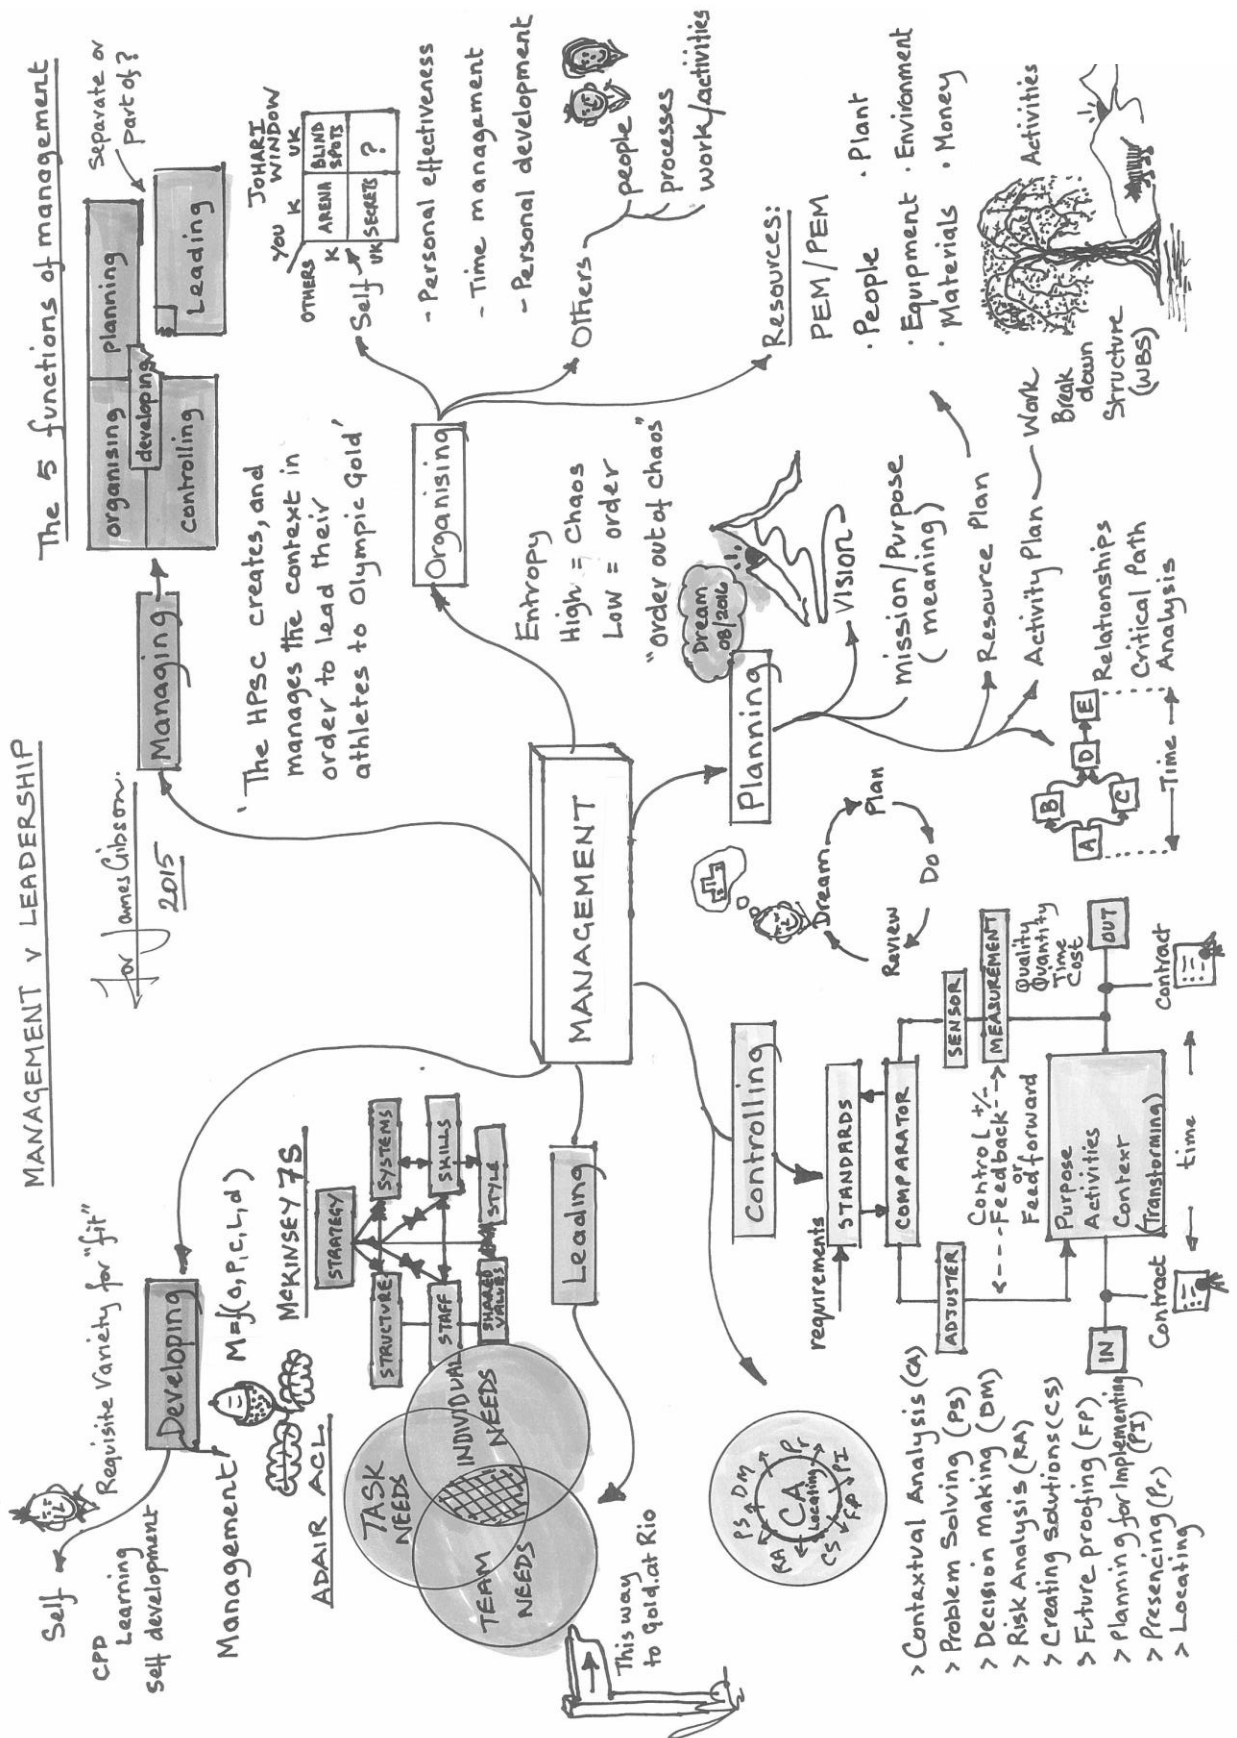 MANAGEMENT v LEADERSHIP
for James Gibson.
2015
The 5 functions of management
Separate or
part of?
organising
planning
developing
controlling
Leading
Managing
'The HPSC creates, and
manages the context in
order to lead their
athletes to Olympic Gold'
MANAGEMENT
Developing
Requisite Variety for "fit"
Self
CPD
Learning
self development
Management
M=f(O,P,C,L,d)
ADAIR ACL
TASK
NEEDS
TEAM
NEEDS
INDIVIDUAL
NEEDS
MCKINSEY 7S
STRATEGY
STRUCTURE
SYSTEMS
STAFF
SKILLS
SHARED
VALUES
STYLE
Leading
This way
to gold at Rio
Organising
Self
JOHARI
WINDOW
YOU
OTHERS
K
UK
K
ARENA
BLIND
SPOTS
UK
SECRETS
?
- Personal effectiveness
- Time management
- Personal development
Others
people
processes
work/activities
Resources:
PEM/PEM
· People
· Plant
· Equipment
· Environment
· Materials
· Money
Entropy
High = Chaos
Low = order
"order out of chaos"
Dream
08/2016
Planning
VISION
mission/Purpose
(meaning)
Resource Plan
Activity Plan
Work
Break
down
Structure
(WBS)
Activities
A
B
C
D
E
Relationships
Critical Path
Analysis
Time
Dream
Plan
Do
Review
Controlling
requirements
STANDARDS
COMPARATOR
ADJUSTER
SENSOR
MEASUREMENT
Quality
Quantity
Time
Cost
Control +/-
<---Feedback-->
or
Feedforward
IN
Purpose
Activities
Context
(Transforming)
OUT
Contract
time
Contract
CA
Locating
PS
DM
Pr
PI
FP
CS
RA
> Contextual Analysis (CA)
> Problem Solving (PS)
> Decision making (DM)
> Risk Analysis (RA)
> Creating solutions (CS)
> Future proofing (FP)
> Planning for Implementing
(PI)
> Presencing (Pr)
> Locating